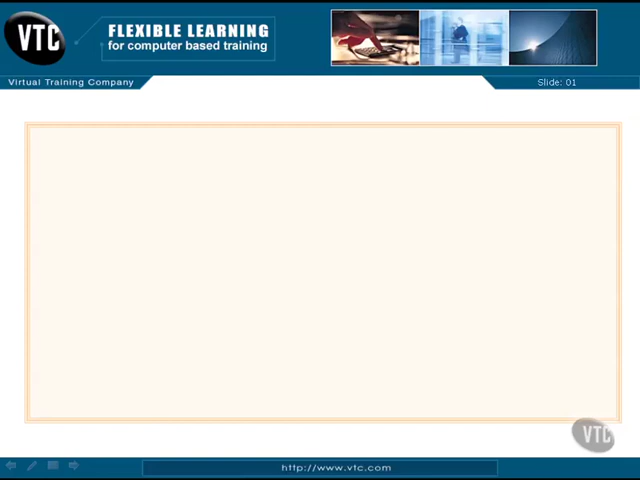 VTC
FLEXIBLE LEARNING
for computer based training
Virtual Training Company
Slide: 01
VTC
http://www.vtc.com